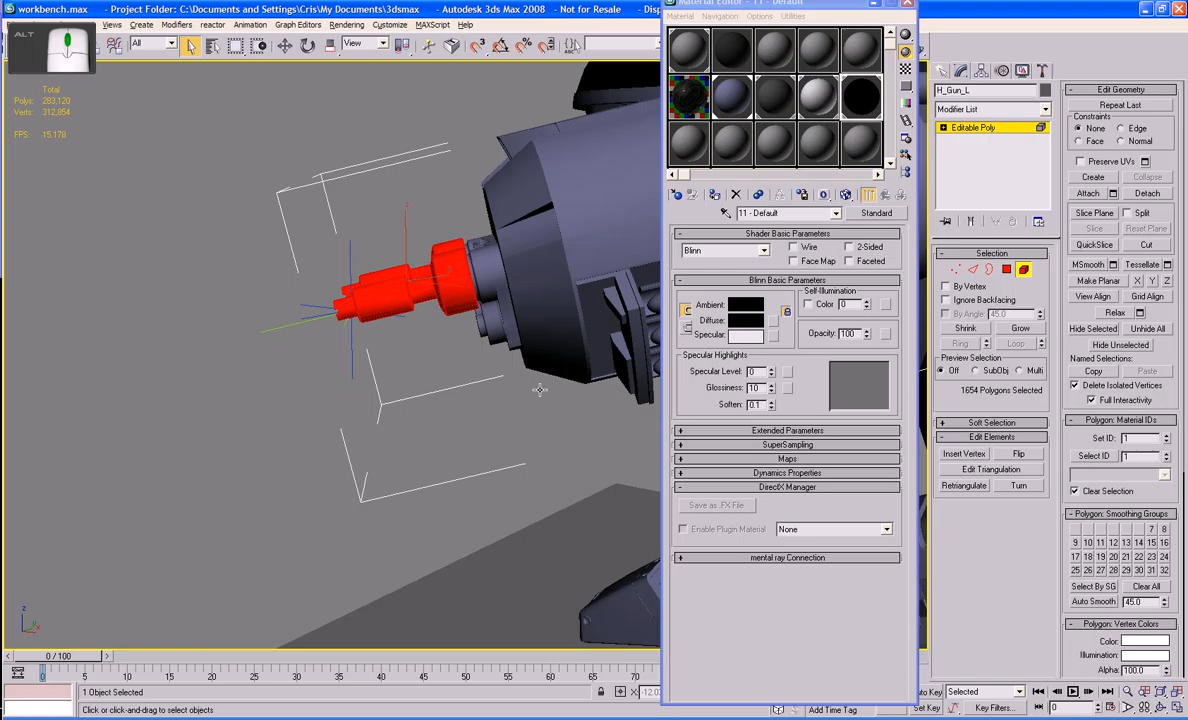 workbench.max - Project Folder: C:\Documents and Settings\Cris\My Documents\3dsmax - Autodesk 3ds Max 2008 - Not for Resale - Disp
Material Editor - 11 - Default
Views Create Modifiers reactor Animation Graph Editors Rendering Customize MAXScript Help
Material Navigation Options Utilities
ALT
All
View
Total
Polys: 283,120
Verts: 312,854
FPS: 15.178
11 - Default
Standard
Shader Basic Parameters
Blinn
Wire
2-Sided
Face Map
Faceted
Blinn Basic Parameters
Self-Illumination
Ambient:
Color 0
Diffuse:
Specular:
Opacity: 100
Specular Highlights
Specular Level: 0
Glossiness: 10
Soften: 0.1
Extended Parameters
SuperSampling
Maps
Dynamics Properties
DirectX Manager
Save as .FX File
Enable Plugin Material
None
mental ray Connection
H_Gun_L
Modifier List
Editable Poly
Selection
By Vertex
Ignore Backfacing
By Angle: 45.0
Shrink
Grow
Ring
Loop
Preview Selection
Off
SubObj
Multi
1654 Polygons Selected
Soft Selection
Edit Elements
Insert Vertex
Flip
Edit Triangulation
Retriangulate
Turn
Edit Geometry
Repeat Last
Constraints
None
Edge
Face
Normal
Preserve UVs
Create
Collapse
Attach
Detach
Slice Plane
Split
Slice
Reset Plane
QuickSlice
Cut
MSmooth
Tessellate
Make Planar
X
Y
Z
View Align
Grid Align
Relax
Hide Selected
Unhide All
Hide Unselected
Named Selections:
Copy
Paste
Delete Isolated Vertices
Full Interactivity
Polygon: Material IDs
Set ID: 1
Select ID 1
Clear Selection
Polygon: Smoothing Groups
7 8
9 10 11 12 13 14 15 16
17 18 19 20 21 22 23 24
25 26 27 28 29 30 31 32
Select By SG
Clear All
Auto Smooth
45.0
Polygon: Vertex Colors
Color:
Illumination:
Alpha: 100.0
z
0 / 100
0 5 10 15 20 25 30 35 40 45 50 55 60 65 70
1 Object Selected
X:
Click or click-and-drag to select objects
Add Time Tag
Auto Key
Selected
Set Key
Key Filters...
0